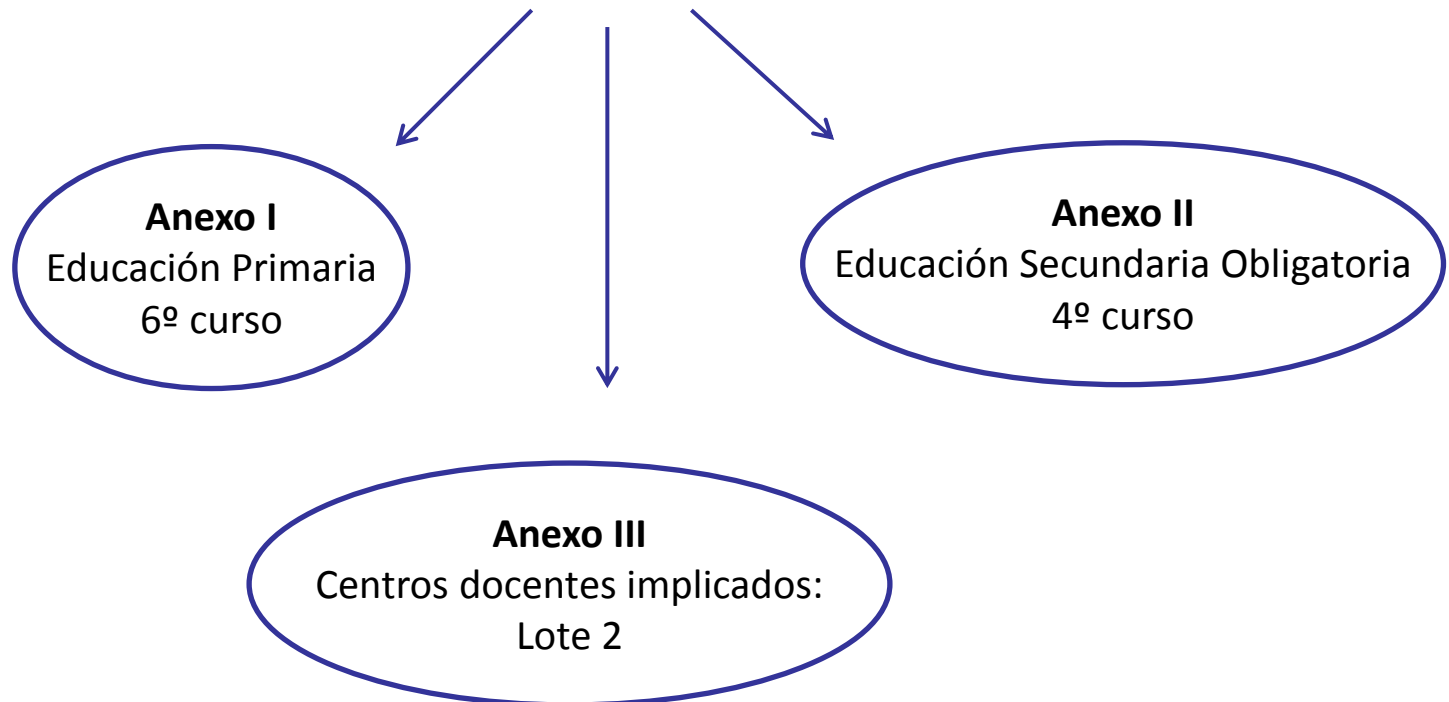 Anexo I
Educación Primaria
6º curso
Anexo II
Educación Secundaria Obligatoria
4º curso
Anexo III
Centros docentes implicados:
Lote 2